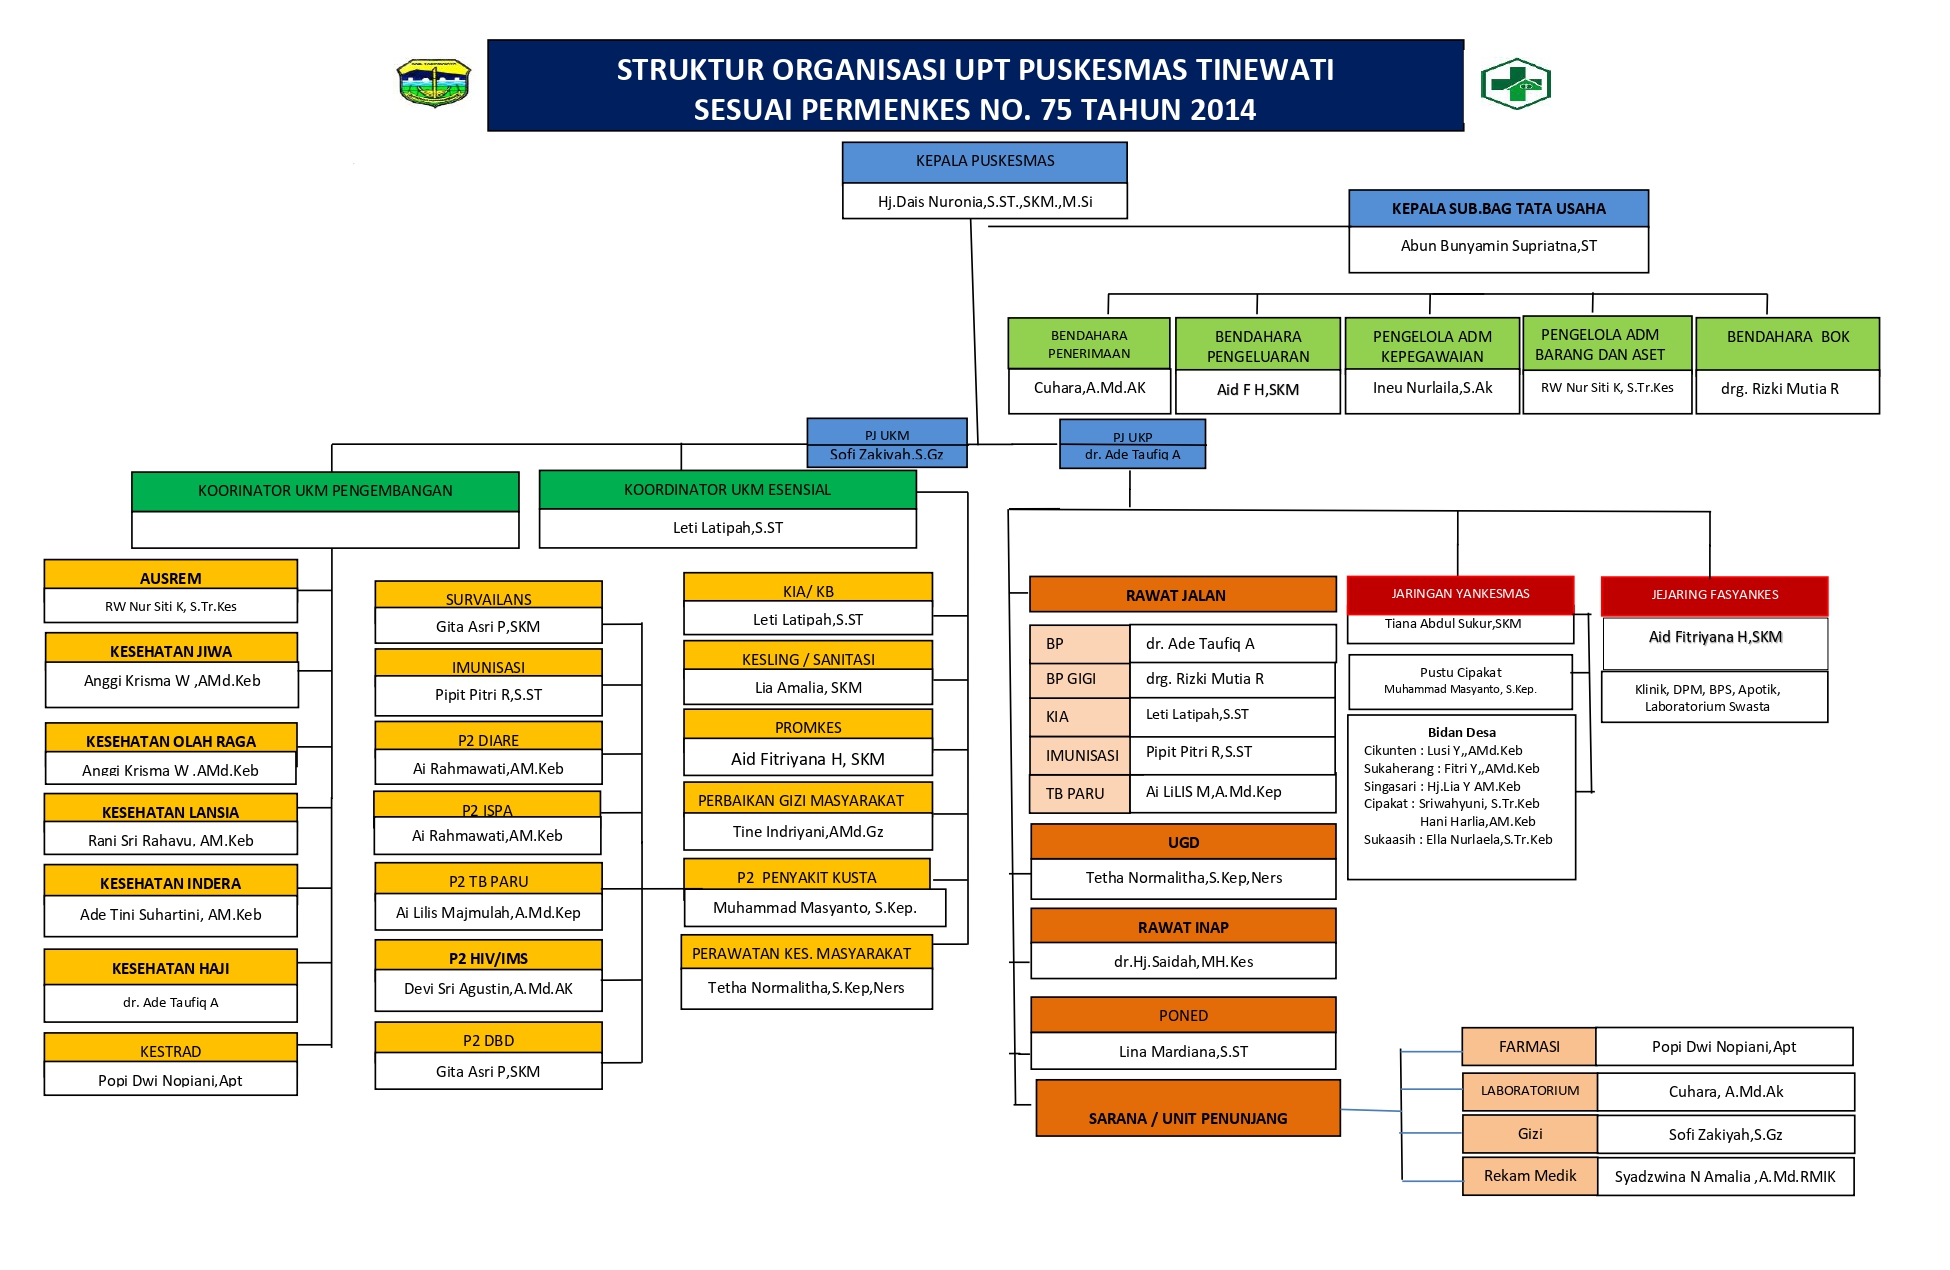 STRUKTUR ORGANISASI UPT PUSKESMAS TINEWATI
SESUAI PERMENKES NO. 75 TAHUN 2014
KEPALA PUSKESMAS
Hj.Dais Nuronia,S.ST.,SKM.,M.Si
KEPALA SUB.BAG TATA USAHA
Abun Bunyamin Supriatna,ST
BENDAHARA
PENERIMAAN
Cuhara,A.Md.AK
BENDAHARA
PENGELUARAN
Aid F H,SKM
PENGELOLA ADM
KEPEGAWAIAN
Ineu Nurlaila,S.Ak
PENGELOLA ADM
BARANG DAN ASET
RW Nur Siti K, S.Tr.Kes
BENDAHARA BOK
drg. Rizki Mutia R
PJ UKM
Sofi Zakiyah,S.Gz
PJ UKP
dr. Ade Taufiq A
KOORINATOR UKM PENGEMBANGAN
KOORDINATOR UKM ESENSIAL
Leti Latipah,S.ST
AUSREM
RW Nur Siti K, S.Tr.Kes
KESEHATAN JIWA
Anggi Krisma W ,AMd.Keb
KESEHATAN OLAH RAGA
Anggi Krisma W ,AMd.Keb
KESEHATAN LANSIA
Rani Sri Rahayu, AM.Keb
KESEHATAN INDERA
Ade Tini Suhartini, AM.Keb
KESEHATAN HAJI
dr. Ade Taufiq A
KESTRAD
Popi Dwi Nopiani,Apt
SURVAILANS
Gita Asri P,SKM
IMUNISASI
Pipit Pitri R,S.ST
P2 DIARE
Ai Rahmawati,AM.Keb
P2 ISPA
Ai Rahmawati,AM.Keb
P2 TB PARU
Ai Lilis Majmulah,A.Md.Kep
P2 HIV/IMS
Devi Sri Agustin,A.Md.AK
P2 DBD
Gita Asri P,SKM
KIA/ KB
Leti Latipah,S.ST
KESLING / SANITASI
Lia Amalia, SKM
PROMKES
Aid Fitriyana H, SKM
PERBAIKAN GIZI MASYARAKAT
Tine Indriyani,AMd.Gz
P2 PENYAKIT KUSTA
Muhammad Masyanto, S.Kep.
PERAWATAN KES. MASYARAKAT
Tetha Normalitha,S.Kep,Ners
RAWAT JALAN
BP dr. Ade Taufiq A
BP GIGI drg. Rizki Mutia R
KIA Leti Latipah,S.ST
IMUNISASI Pipit Pitri R,S.ST
TB PARU Ai LiLIS M,A.Md.Kep
UGD
Tetha Normalitha,S.Kep,Ners
RAWAT INAP
dr.Hj.Saidah,MH.Kes
PONED
Lina Mardiana,S.ST
SARANA / UNIT PENUNJANG
JARINGAN YANKESMAS
Tiana Abdul Sukur,SKM
Pustu Cipakat
Muhammad Masyanto, S.Kep.
Bidan Desa
Cikunten : Lusi Y,,AMd.Keb
Sukaherang : Fitri Y,,AMd.Keb
Singasari : Hj.Lia Y AM.Keb
Cipakat : Sriwahyuni, S.Tr.Keb
Hani Harlia,AM.Keb
Sukaasih : Ella Nurlaela,S.Tr.Keb
JEJARING FASYANKES
Aid Fitriyana H,SKM
Klinik, DPM, BPS, Apotik,
Laboratorium Swasta
FARMASI Popi Dwi Nopiani,Apt
LABORATORIUM Cuhara, A.Md.Ak
Gizi Sofi Zakiyah,S.Gz
Rekam Medik Syadzwina N Amalia ,A.Md.RMIK